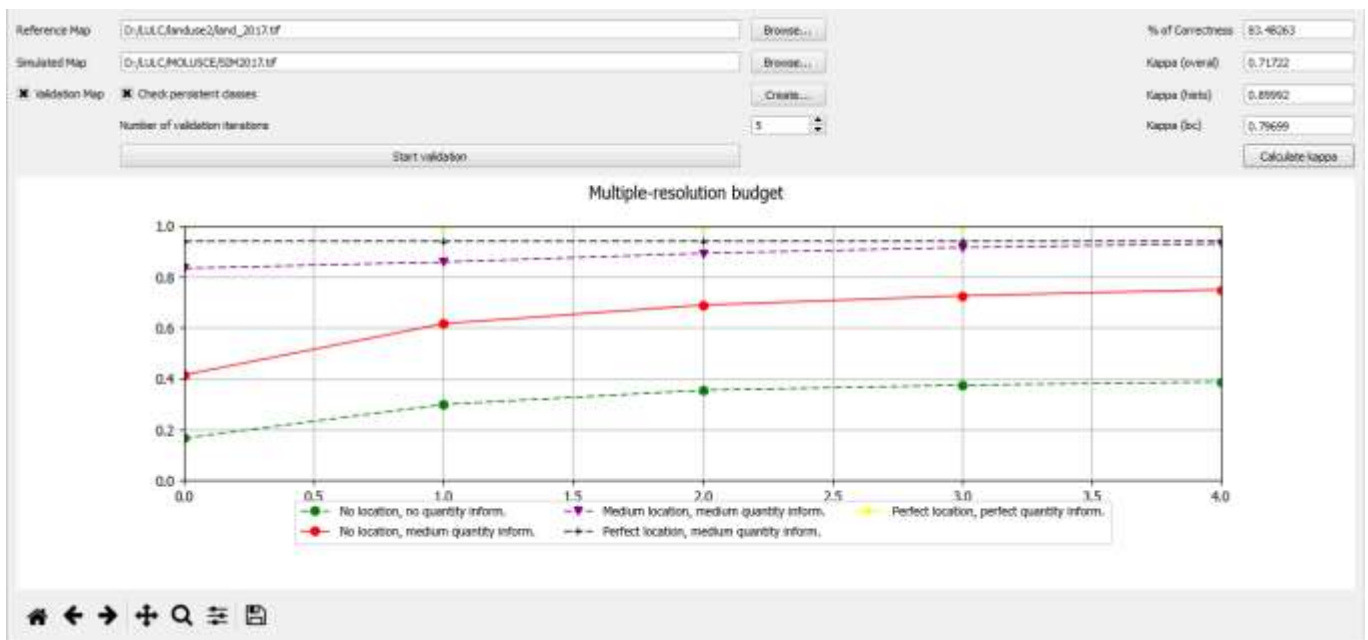 Reference Map D:/LULC/landuse2/land_2017.tif Browse... % of Correctness 83.48263
Simulated Map D:/LULC/MOLUSCE/SIM2017.tif Browse... Kappa (overal) 0.71722
Validation Map Check persistent classes Create... Kappa (histo) 0.89992
Number of validation iterations 5 Kappa (loc) 0.79699
Start validation Calculate kappa
Multiple-resolution budget
1.0
0.8
0.6
0.4
0.2
0.0
0.0 0.5 1.0 1.5 2.0 2.5 3.0 3.5 4.0
No location, no quantity inform. Medium location, medium quantity inform. Perfect location, perfect quantity inform.
No location, medium quantity inform. Perfect location, medium quantity inform.